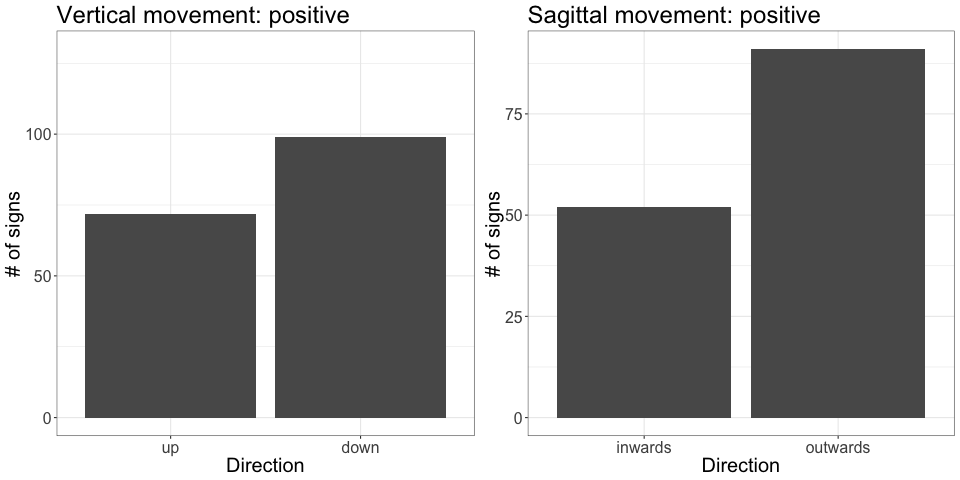 Vertical movement: positive
# of signs
100
50
0
up down
Direction
Sagittal movement: positive
# of signs
75
50
25
0
inwards outwards
Direction